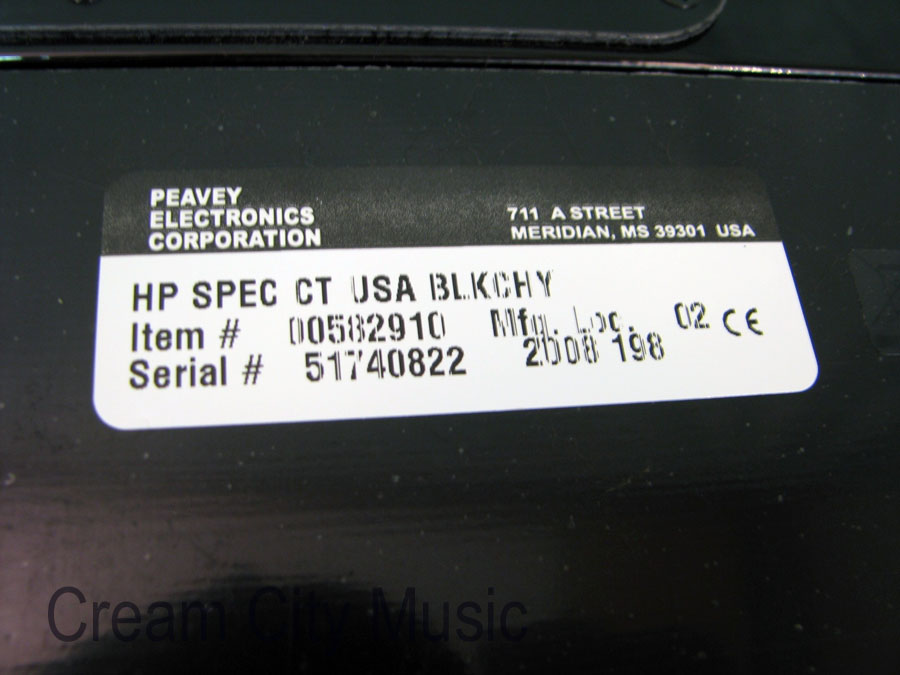 PEAVEY
ELECTRONICS
CORPORATION
711 A STREET
MERIDIAN, MS 39301 USA
HP SPEC CT USA BLKCHY
Item # 00582910 Mfg. Loc. 02 CE
Serial # 51740822 2008 198
Cream City Music